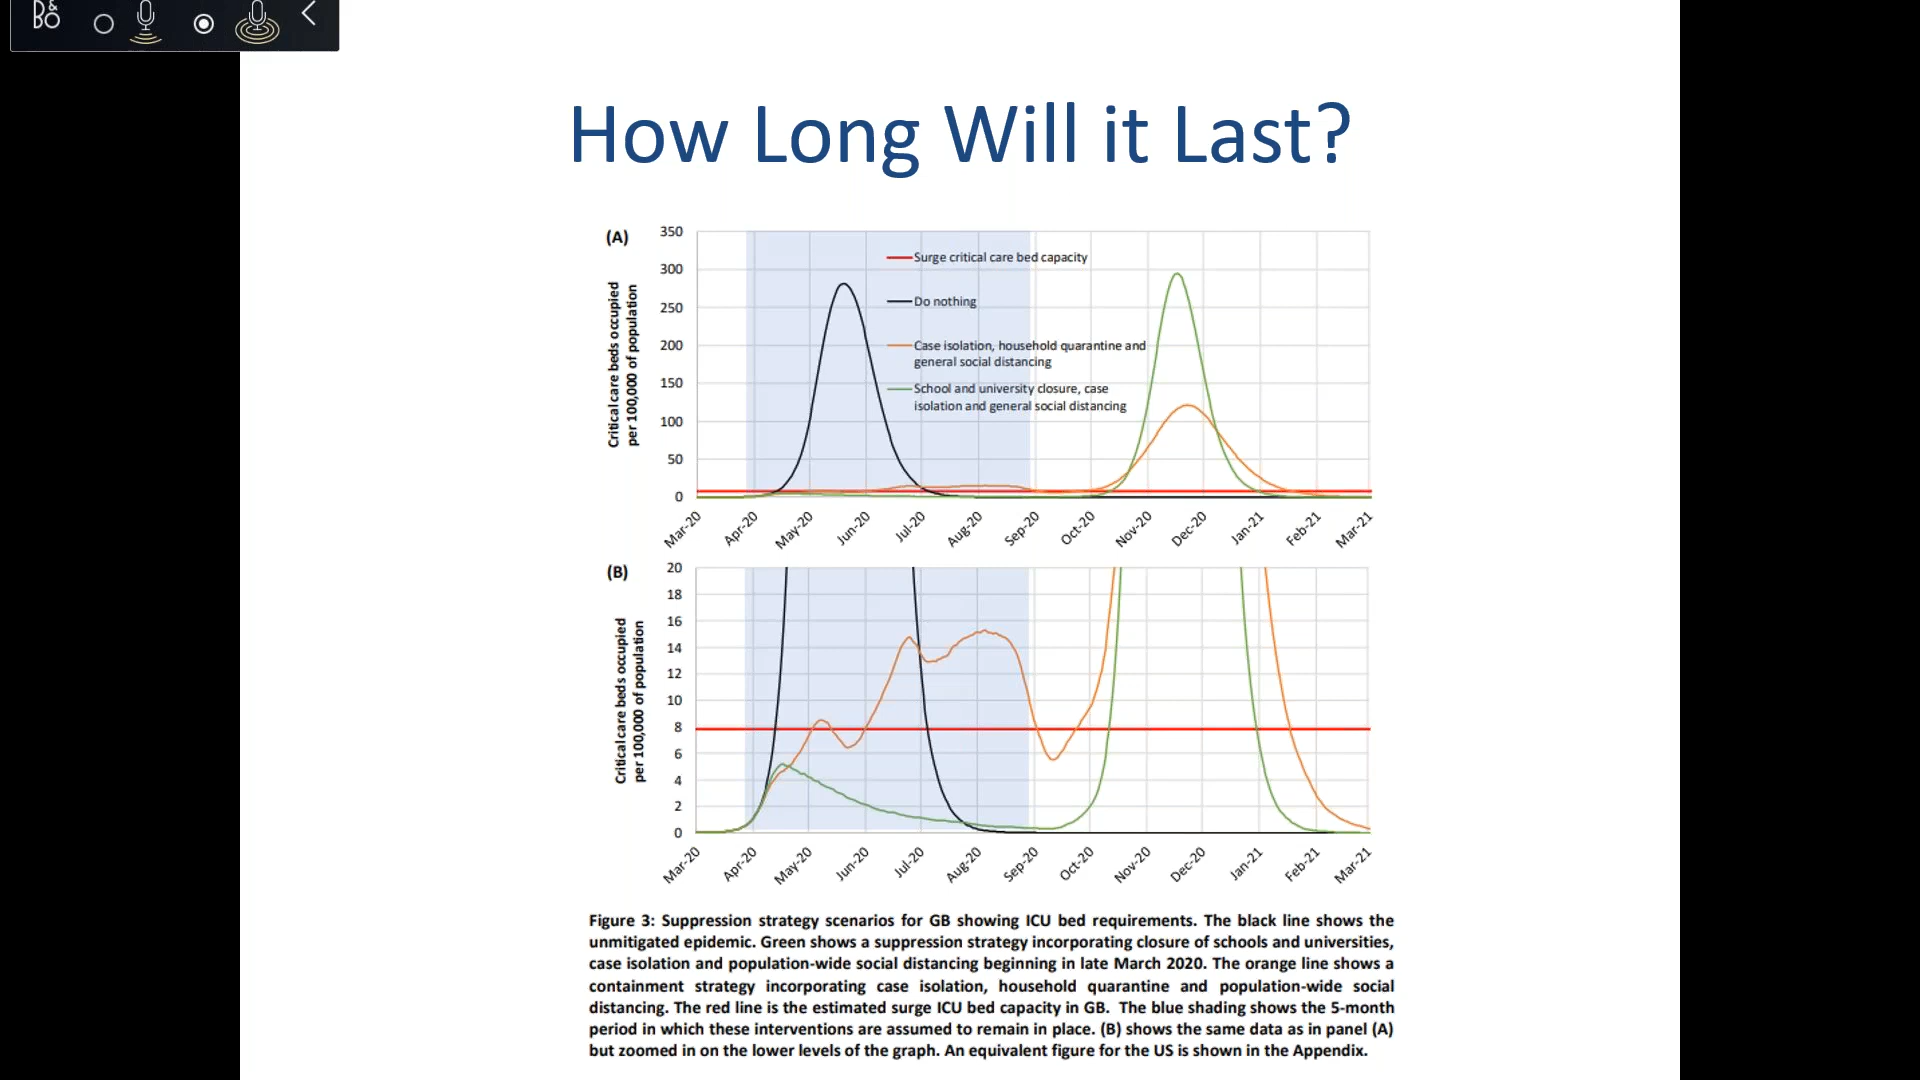 B&O
How Long Will it Last?
(A)
Critical care beds occupied
per 100,000 of population
350
300
250
200
150
100
50
0
Surge critical care bed capacity
Do nothing
Case isolation, household quarantine and
general social distancing
School and university closure, case
isolation and general social distancing
Mar-20
Apr-20
May-20
Jun-20
Jul-20
Aug-20
Sep-20
Oct-20
Nov-20
Dec-20
Jan-21
Feb-21
Mar-21
(B)
Critical care beds occupied
per 100,000 of population
20
18
16
14
12
10
8
6
4
2
0
Mar-20
Apr-20
May-20
Jun-20
Jul-20
Aug-20
Sep-20
Oct-20
Nov-20
Dec-20
Jan-21
Feb-21
Mar-21
Figure 3: Suppression strategy scenarios for GB showing ICU bed requirements. The black line shows the
unmitigated epidemic. Green shows a suppression strategy incorporating closure of schools and universities,
case isolation and population-wide social distancing beginning in late March 2020. The orange line shows a
containment strategy incorporating case isolation, household quarantine and population-wide social
distancing. The red line is the estimated surge ICU bed capacity in GB. The blue shading shows the 5-month
period in which these interventions are assumed to remain in place. (B) shows the same data as in panel (A)
but zoomed in on the lower levels of the graph. An equivalent figure for the US is shown in the Appendix.